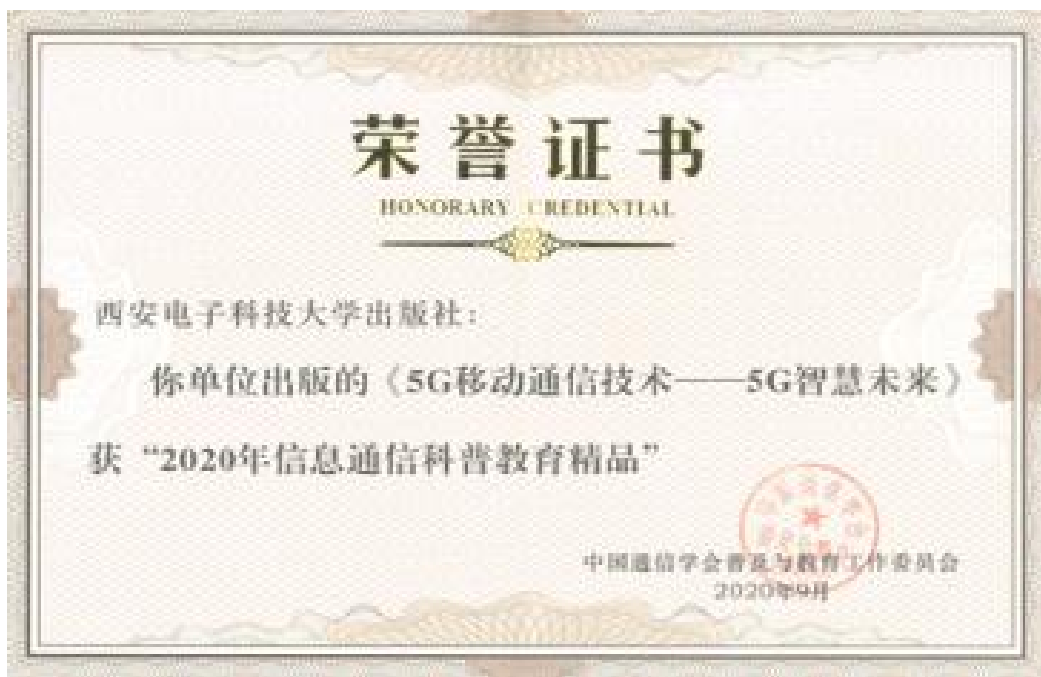 荣誉证书
HONORARY CREDENTIAL
西安电子科技大学出版社：
你单位出版的《5G移动通信技术——5G智慧未来》
获“2020年信息通信科普教育精品”
中国通信学会普及与教育工作委员会
2020年9月